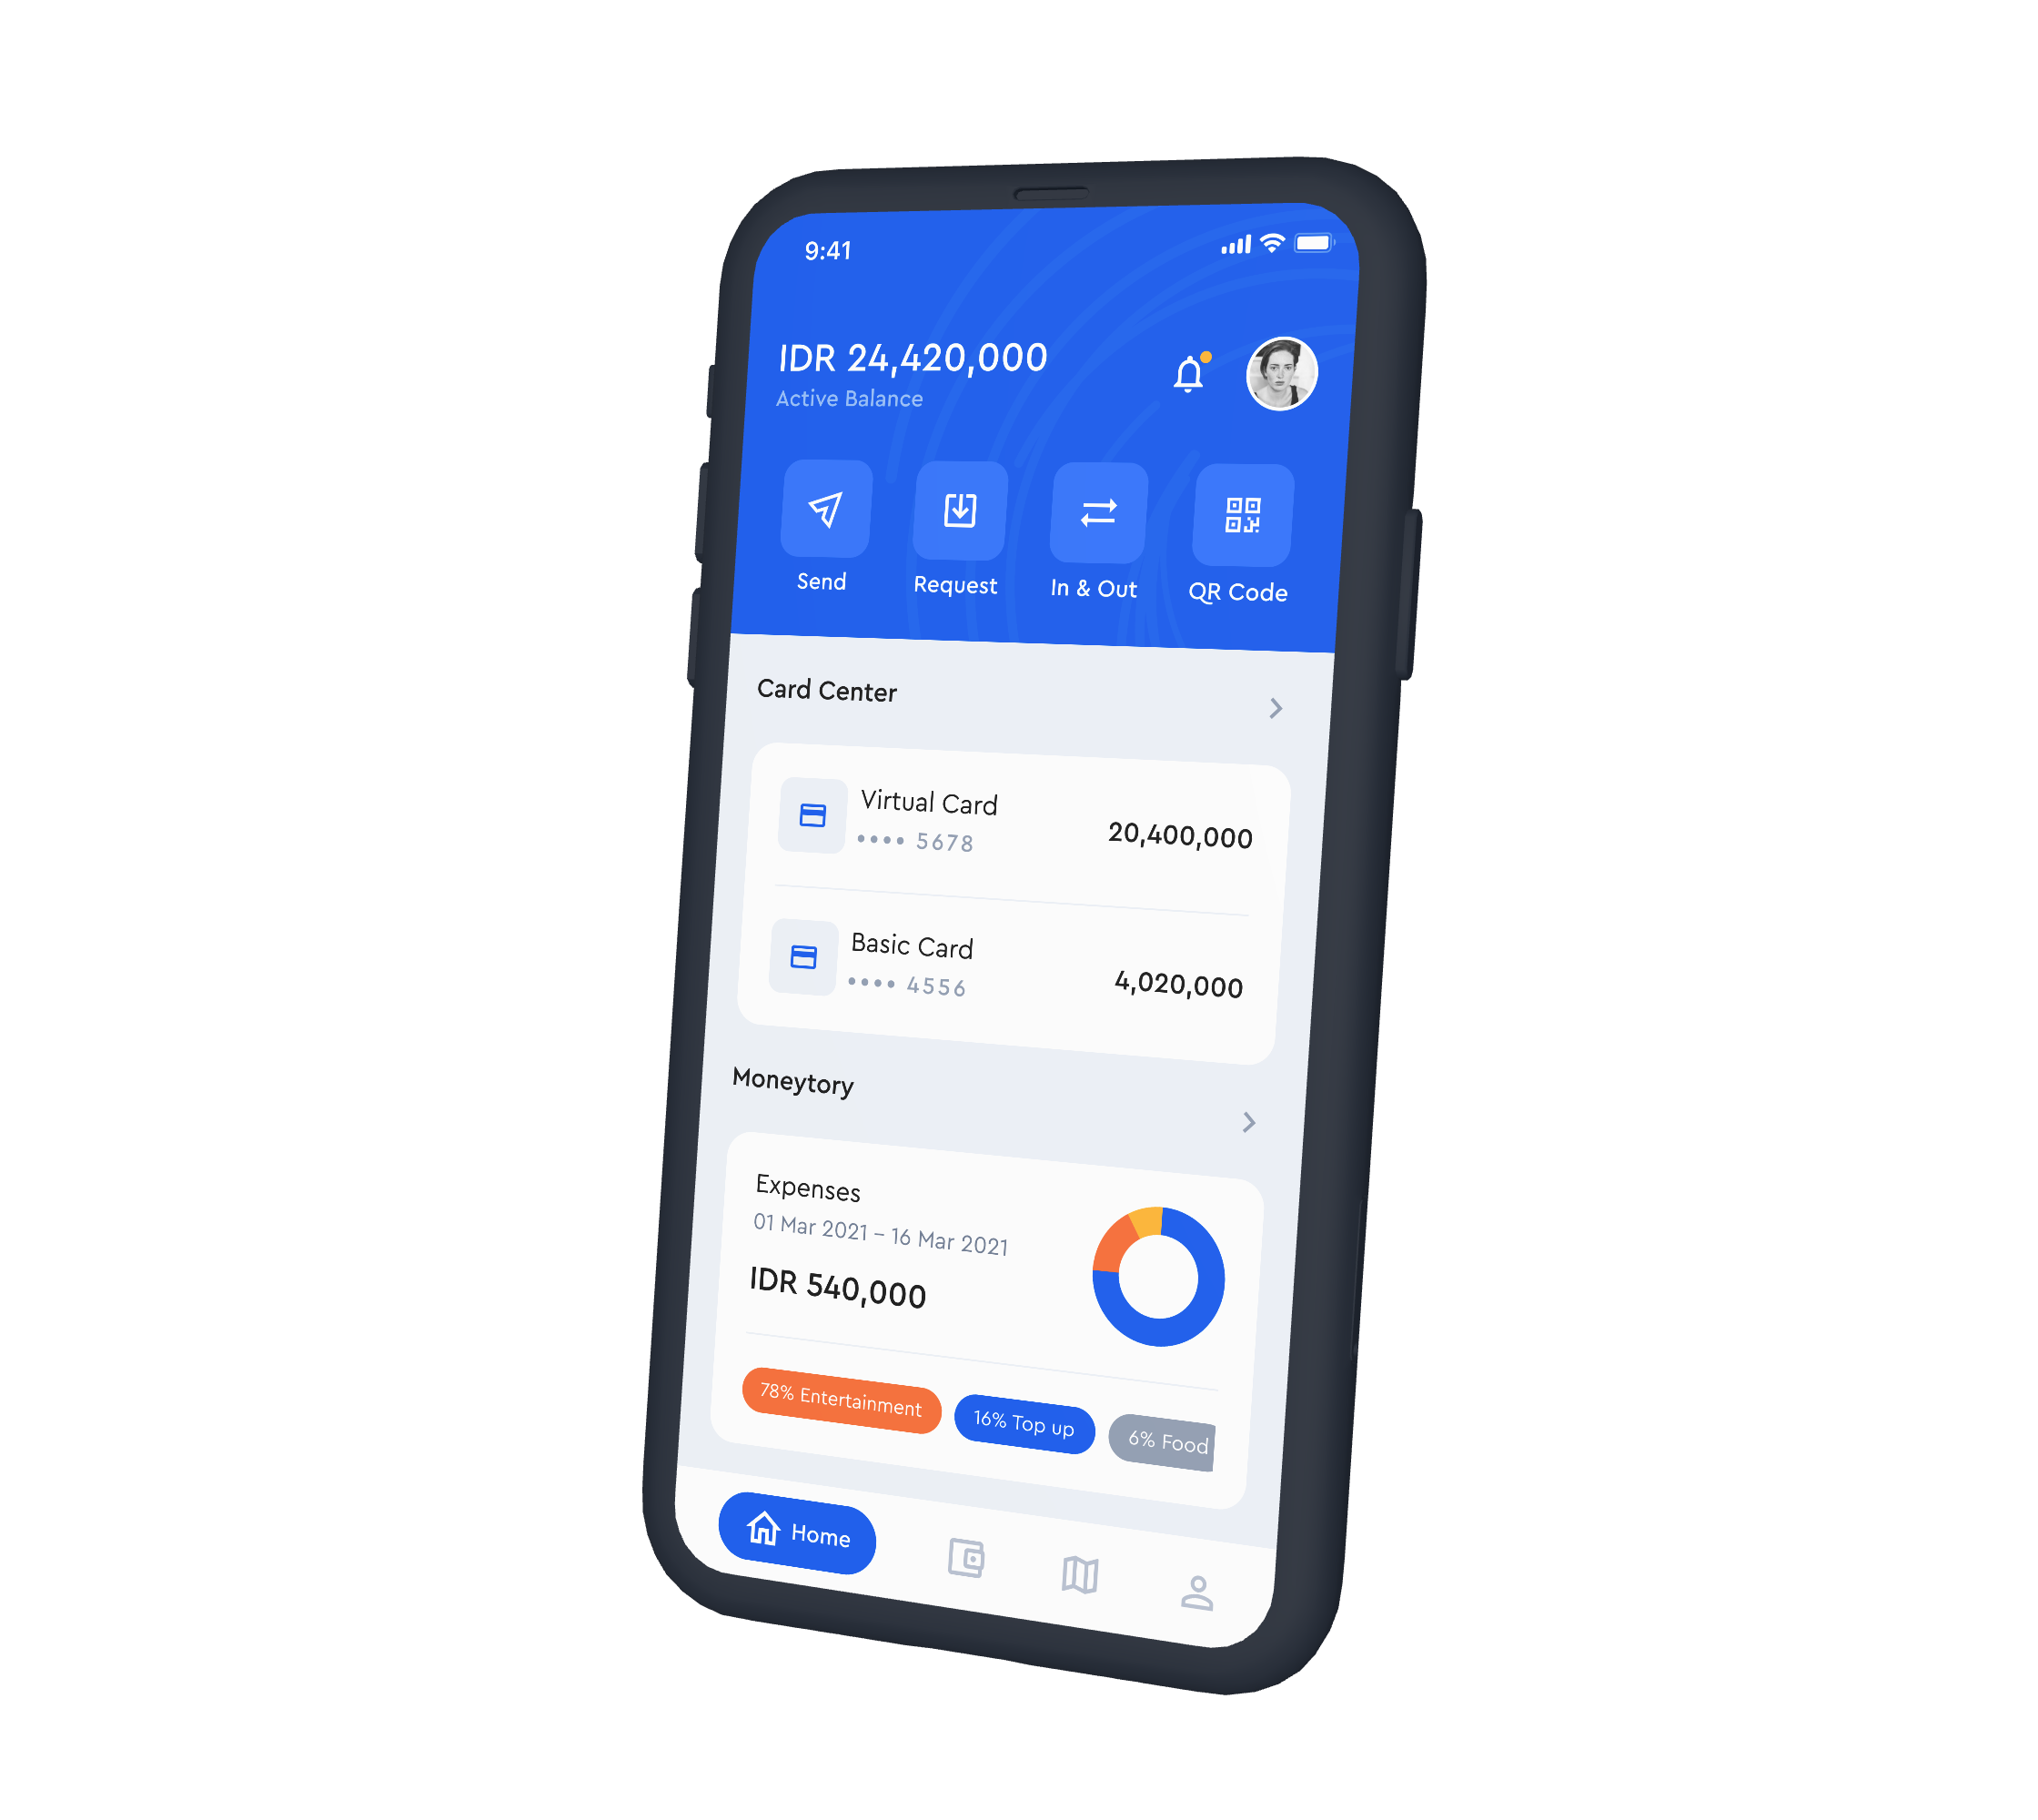 9:41
IDR 24,420,000
Active Balance
Send
Request
In & Out
QR Code
Card Center
Virtual Card
•••• 5678
20,400,000
Basic Card
•••• 4556
4,020,000
Moneytory
Expenses
01 Mar 2021 – 16 Mar 2021
IDR 540,000
78% Entertainment
16% Top up
6% Food
Home